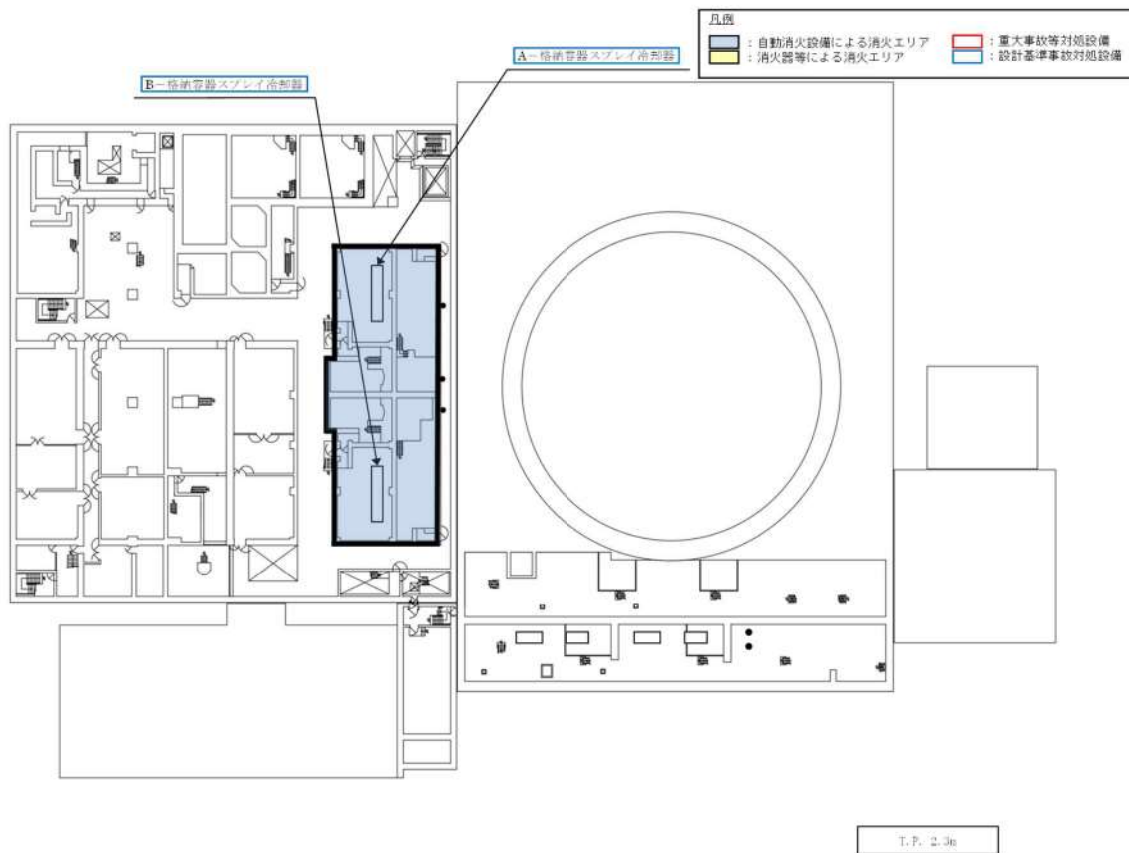 凡例
：自動消火設備による消火エリア
：重大事故等対処設備
：消火器等による消火エリア
：設計基準事故対処設備
A－格納容器スプレイ冷却器
B－格納容器スプレイ冷却器
T.P. 2.3m